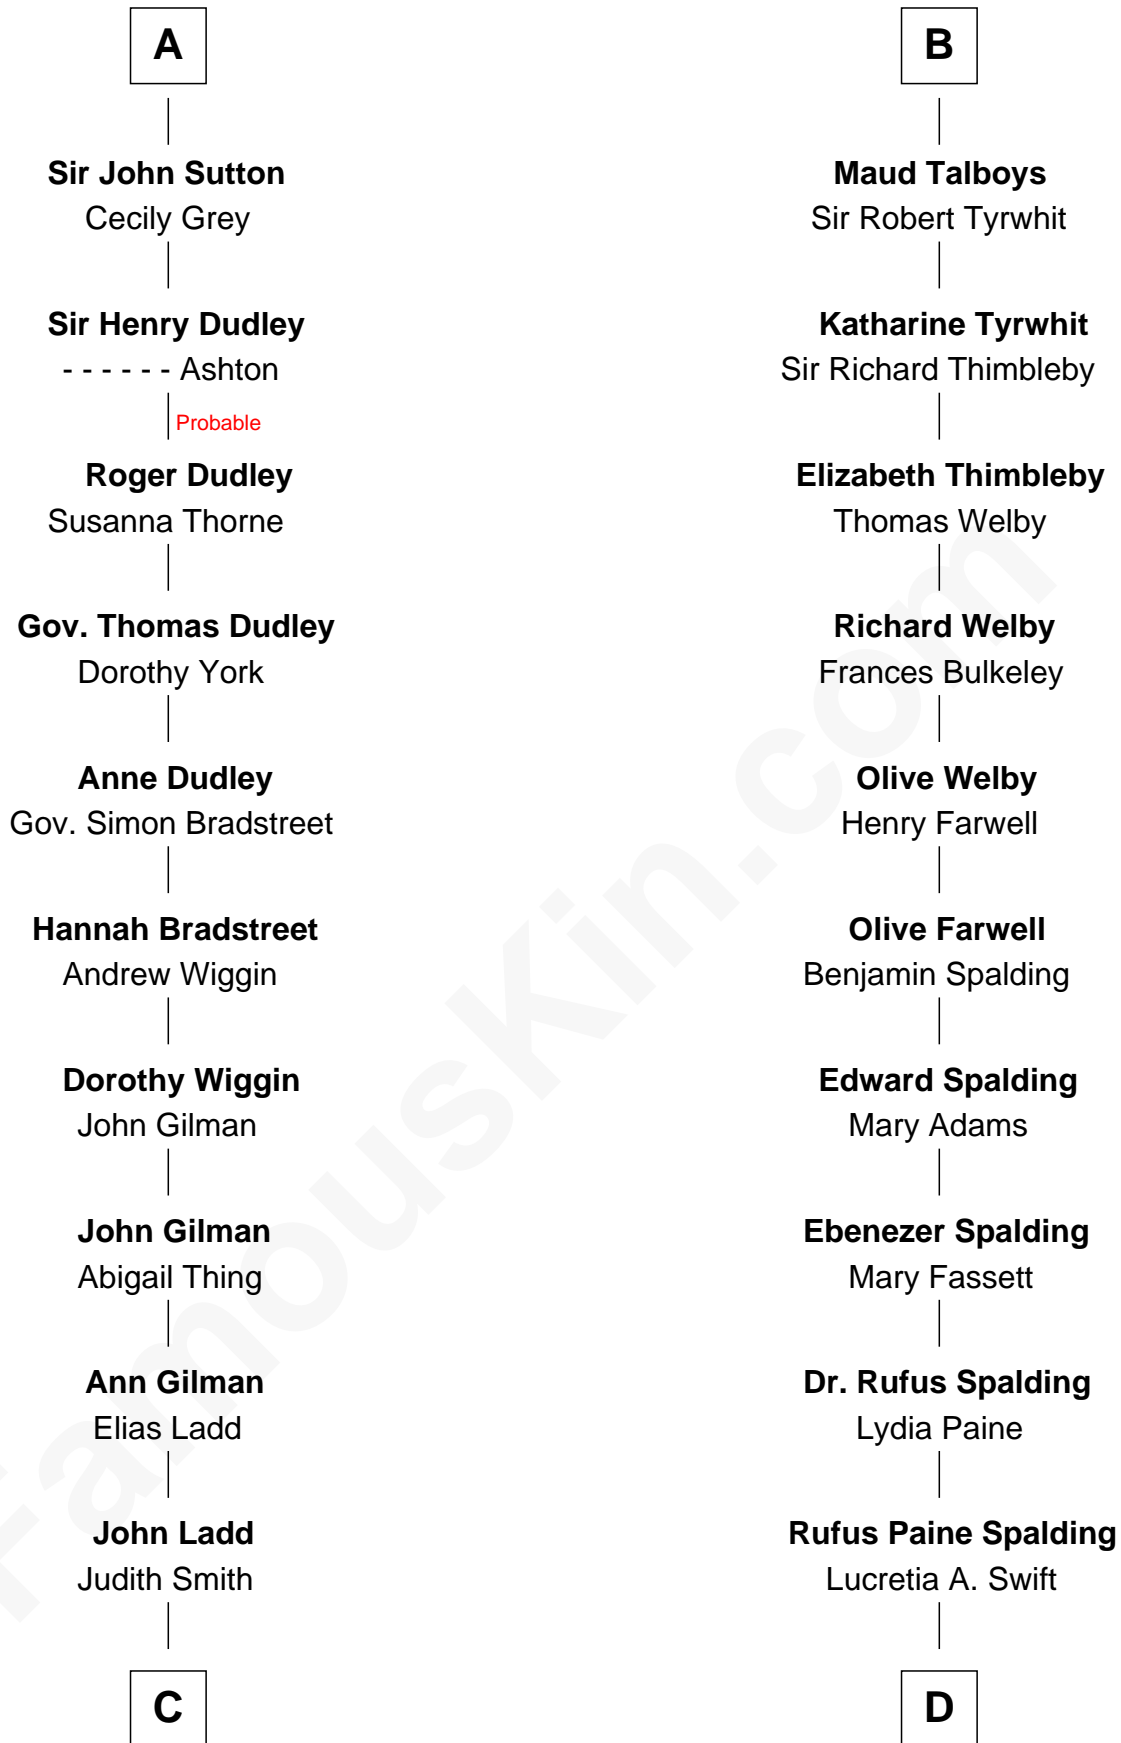 A
Sir John Sutton
Cecily Grey
Sir Henry Dudley
- - - - - - Ashton
Probable
Roger Dudley
Susanna Thorne
Gov. Thomas Dudley
Dorothy York
Anne Dudley
Gov. Simon Bradstreet
Hannah Bradstreet
Andrew Wiggin
Dorothy Wiggin
John Gilman
John Gilman
Abigail Thing
Ann Gilman
Elias Ladd
John Ladd
Judith Smith
C
B
Maud Talboys
Sir Robert Tyrwhit
Katharine Tyrwhit
Sir Richard Thimbleby
Elizabeth Thimbleby
Thomas Welby
Richard Welby
Frances Bulkeley
Olive Welby
Henry Farwell
Olive Farwell
Benjamin Spalding
Edward Spalding
Mary Adams
Ebenezer Spalding
Mary Fassett
Dr. Rufus Spalding
Lydia Paine
Rufus Paine Spalding
Lucretia A. Swift
D
FamousKin.com